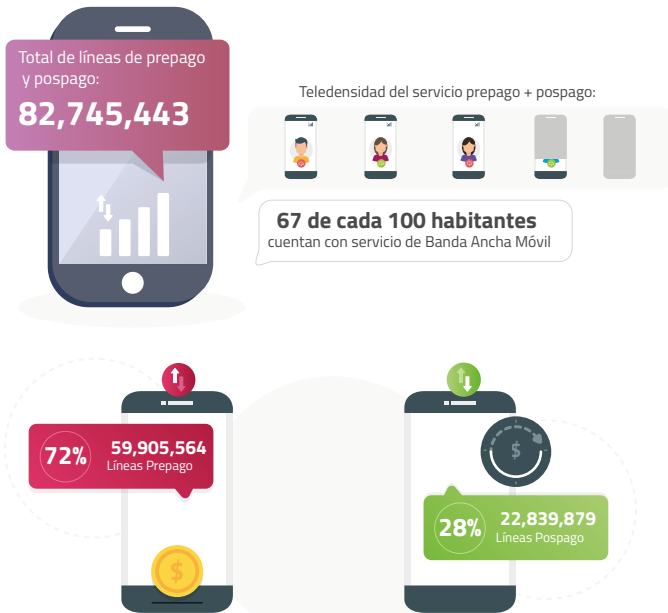 Total de líneas de prepago
y pospago:
82,745,443
Teledensidad del servicio prepago + pospago:
67 de cada 100 habitantes
cuentan con servicio de Banda Ancha Móvil
72%
59,905,564
Líneas Prepago
$
$
28%
22,839,879
Líneas Pospago